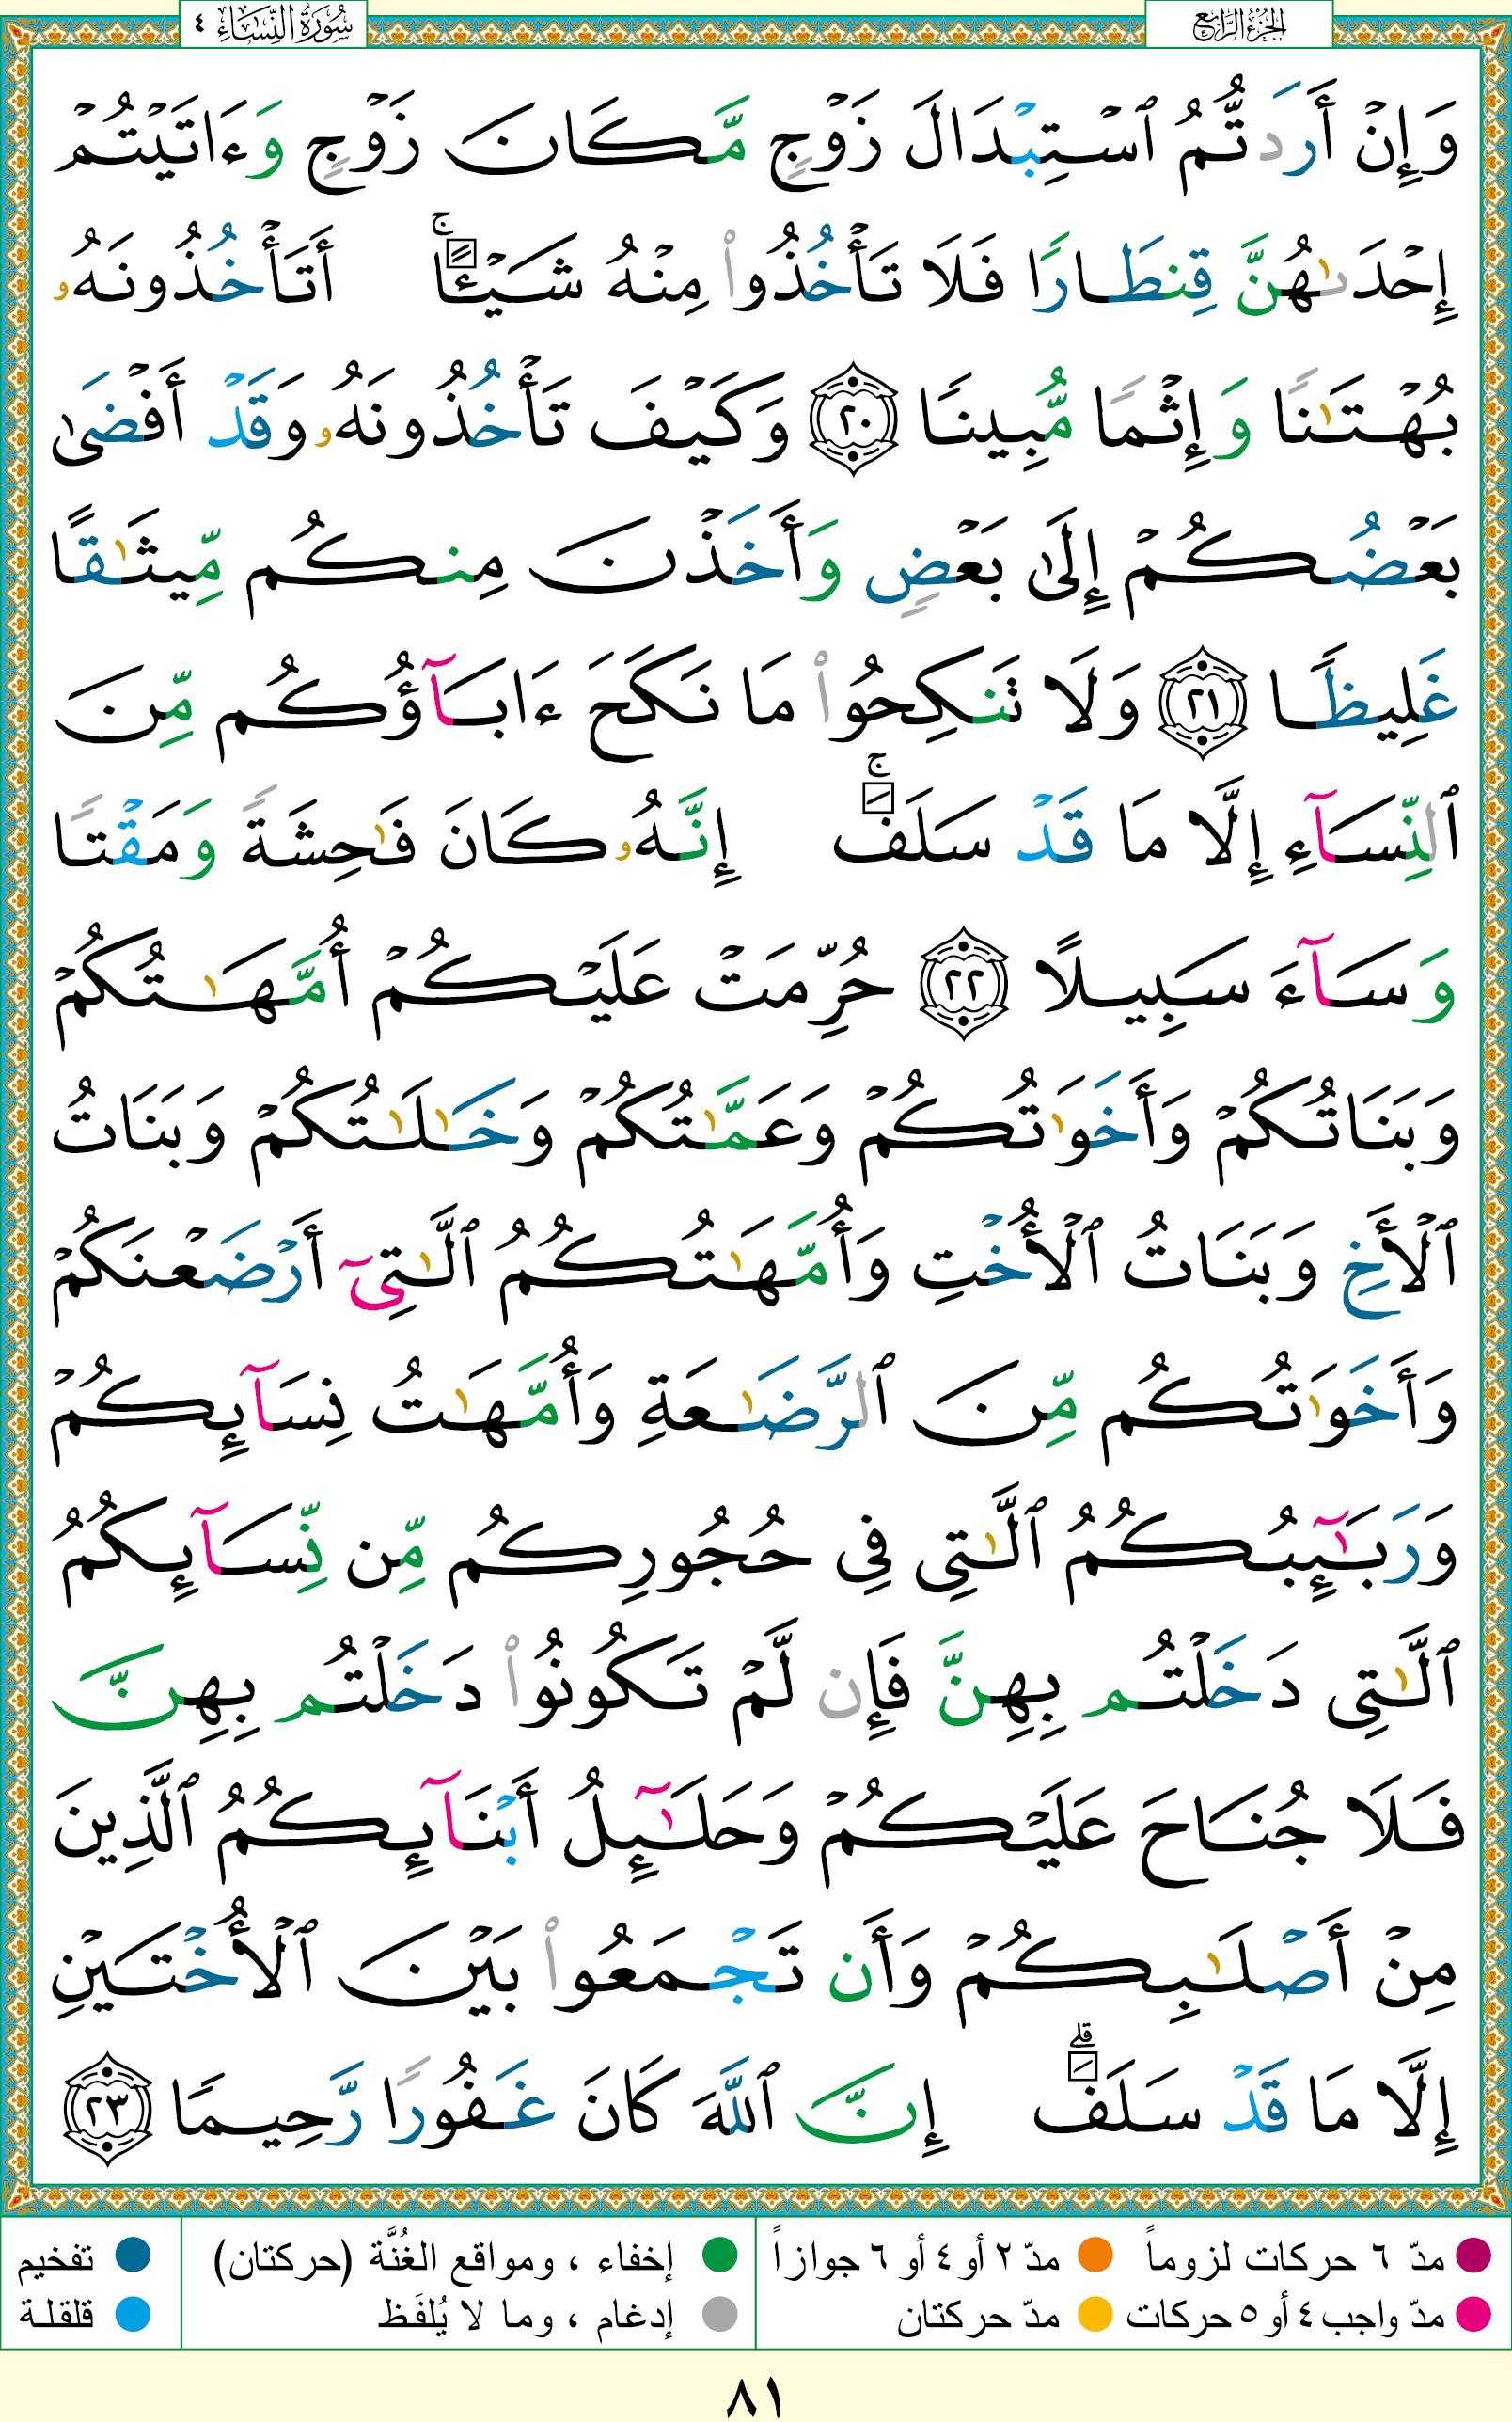 الجزء الرابع
سورة النساء ٤
وَإِنْ أَرَدتُّمُ ٱسْتِبْدَالَ زَوْجٍ مَّكَانَ زَوْجٍ وَءَاتَيْتُمْ
إِحْدَىٰهُنَّ قِنطَارًا فَلَا تَأْخُذُوا۟ مِنْهُ شَيْـًٔا ۚ أَتَأْخُذُونَهُۥ
بُهْتَـٰنًا وَإِثْمًا مُّبِينًا ٢٠ وَكَيْفَ تَأْخُذُونَهُۥ وَقَدْ أَفْضَىٰ
بَعْضُكُمْ إِلَىٰ بَعْضٍ وَأَخَذْنَ مِنكُم مِّيثَـٰقًا
غَلِيظًا ٢١ وَلَا تَنكِحُوا۟ مَا نَكَحَ ءَابَآؤُكُم مِّنَ
ٱلنِّسَآءِ إِلَّا مَا قَدْ سَلَفَ ۚ إِنَّهُۥ كَانَ فَـٰحِشَةً وَمَقْتًا
وَسَآءَ سَبِيلًا ٢٢ حُرِّمَتْ عَلَيْكُمْ أُمَّهَـٰتُكُمْ
وَبَنَاتُكُمْ وَأَخَوَٰتُكُمْ وَعَمَّـٰتُكُمْ وَخَـٰلَـٰتُكُمْ وَبَنَاتُ
ٱلْأَخِ وَبَنَاتُ ٱلْأُخْتِ وَأُمَّهَـٰتُكُمُ ٱلَّـٰتِىٓ أَرْضَعْنَكُمْ
وَأَخَوَٰتُكُم مِّنَ ٱلرَّضَـٰعَةِ وَأُمَّهَـٰتُ نِسَآئِكُمْ
وَرَبَـٰٓئِبُكُمُ ٱلَّـٰتِى فِى حُجُورِكُم مِّن نِّسَآئِكُمُ
ٱلَّـٰتِى دَخَلْتُم بِهِنَّ فَإِن لَّمْ تَكُونُوا۟ دَخَلْتُم بِهِنَّ
فَلَا جُنَاحَ عَلَيْكُمْ وَحَلَـٰٓئِلُ أَبْنَآئِكُمُ ٱلَّذِينَ
مِنْ أَصْلَـٰبِكُمْ وَأَن تَجْمَعُوا۟ بَيْنَ ٱلْأُخْتَيْنِ
إِلَّا مَا قَدْ سَلَفَ ۗ إِنَّ ٱللَّهَ كَانَ غَفُورًا رَّحِيمًا ٢٣
مدّ ٦ حركات لزوماً مدّ ٢ أو ٤ أو ٦ جوازاً إخفاء ، ومواقع الغُنَّة (حركتان) تفخيم
مدّ واجب ٤ أو ٥ حركات مدّ حركتان إدغام ، وما لا يُلفَظ قلقلة
٨١